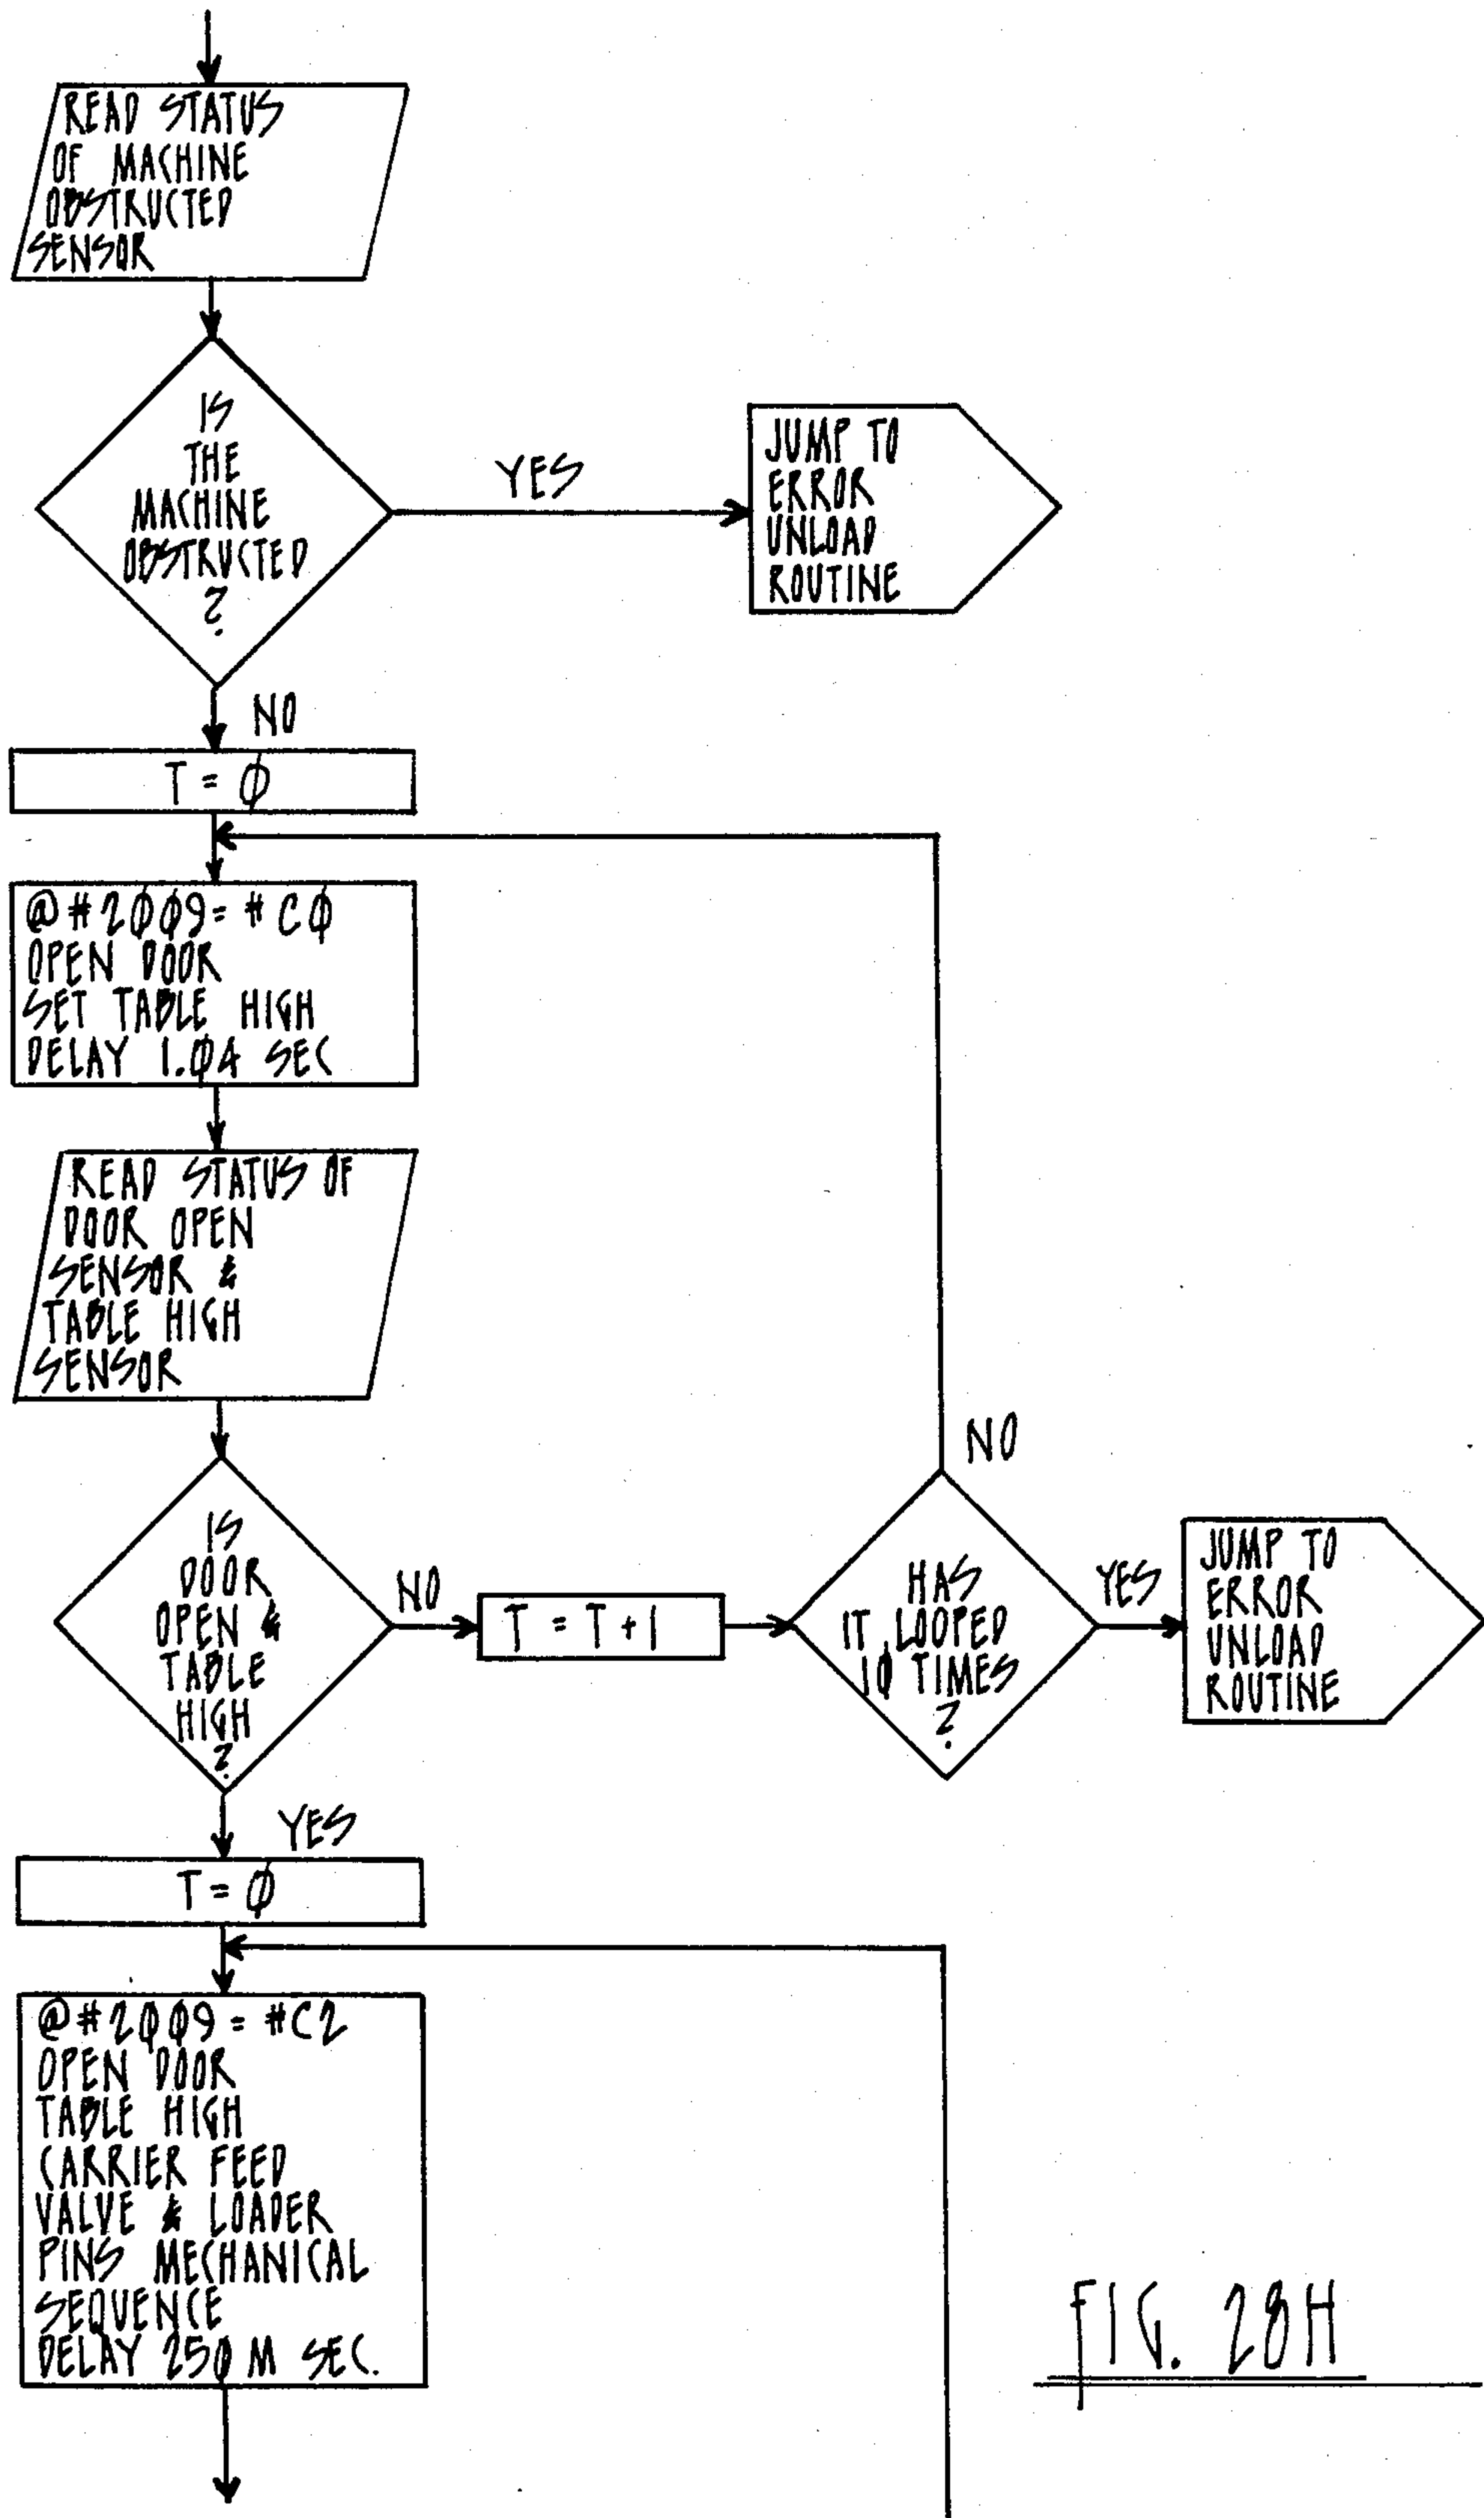 READ STATUS
OF MACHINE
OBSTRUCTED
SENSOR
IS
THE
MACHINE
OBSTRUCTED
?
YES
JUMP TO
ERROR
UNLOAD
ROUTINE
NO
T = Ø
@#2ØØ9= #CØ
OPEN DOOR
SET TABLE HIGH
DELAY 1.Ø4 SEC
READ STATUS OF
DOOR OPEN
SENSOR &
TABLE HIGH
SENSOR
IS
DOOR
OPEN &
TABLE
HIGH
?
NO
T = T+1
HAS
IT LOOPED
1Ø TIMES
?
NO
YES
JUMP TO
ERROR
UNLOAD
ROUTINE
YES
T = Ø
@#2ØØ9= #C2
OPEN DOOR
TABLE HIGH
CARRIER FEED
VALVE & LOADER
PINS MECHANICAL
SEQUENCE
DELAY 25Ø M SEC.
FIG. 28H